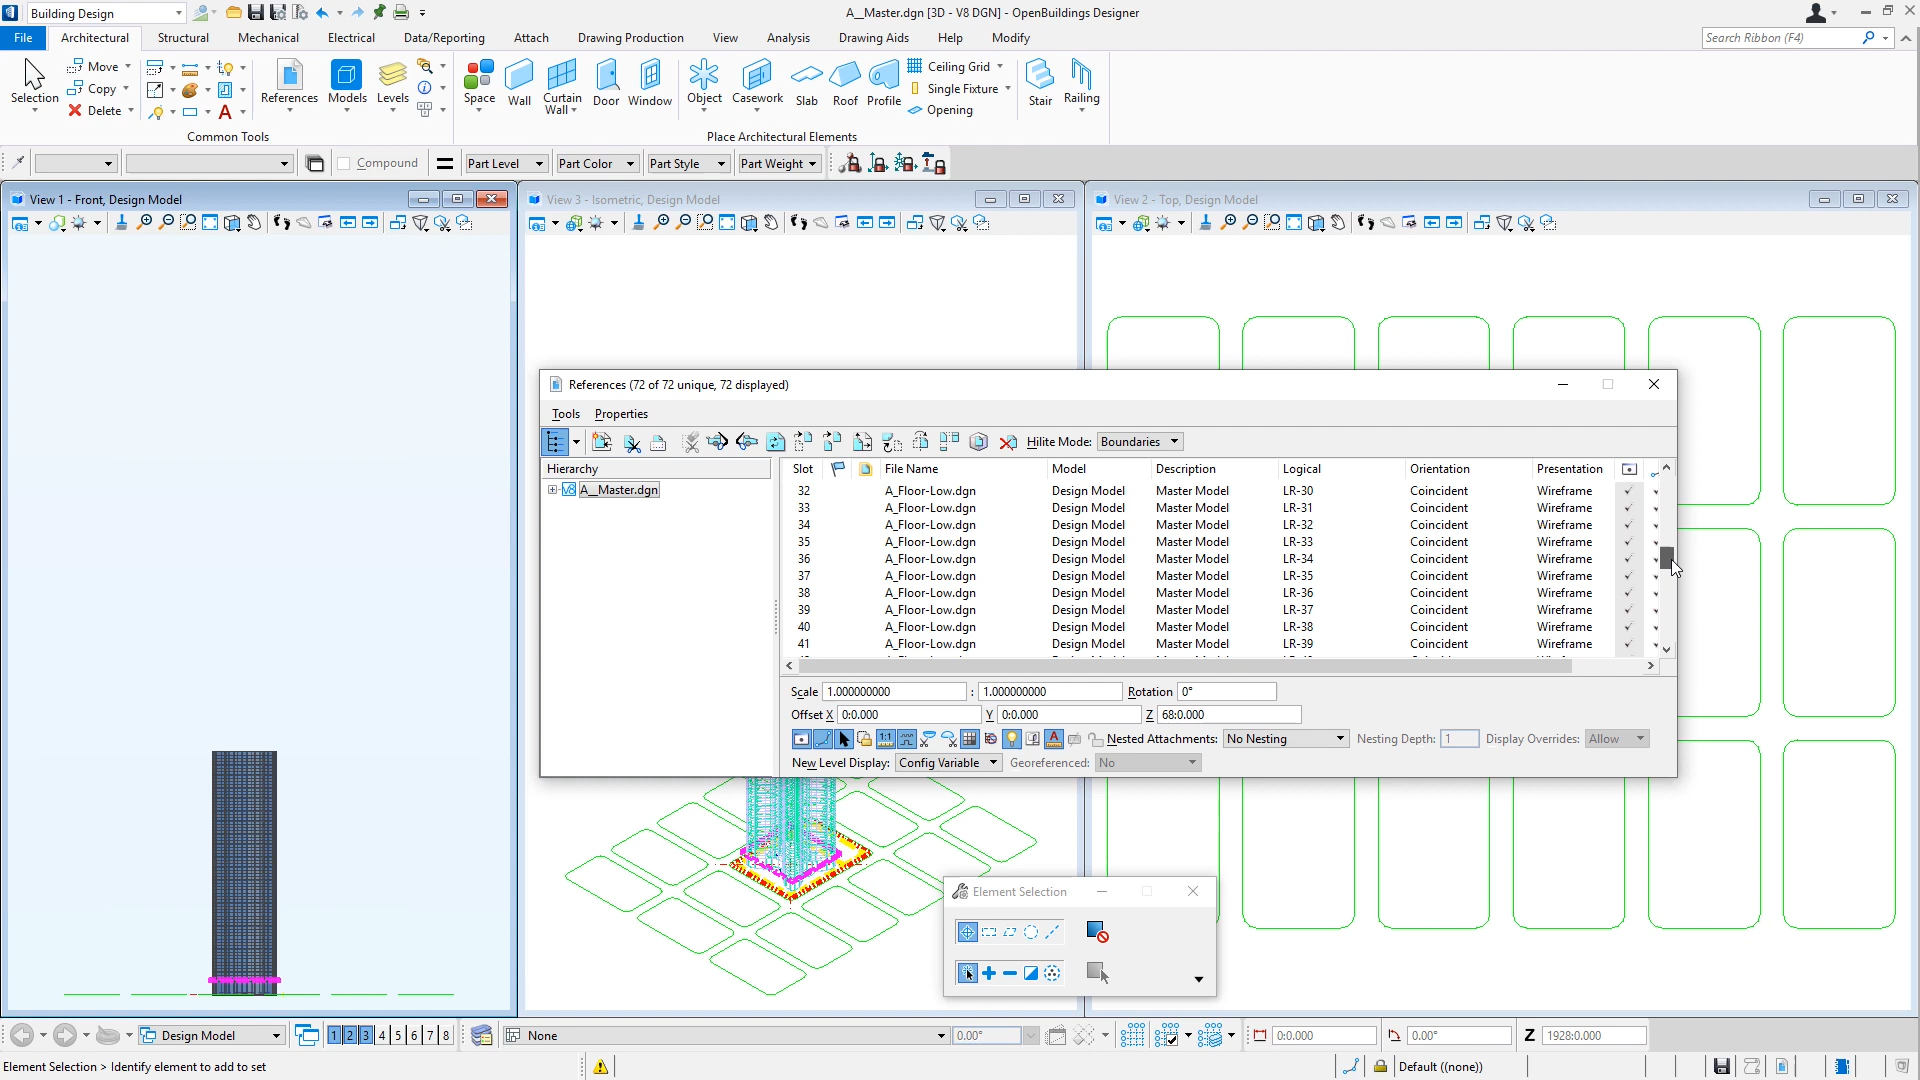 Building Design
A__Master.dgn [3D - V8 DGN] - OpenBuildings Designer
File Architectural Structural Mechanical Electrical Data/Reporting Attach Drawing Production View Analysis Drawing Aids Help Modify
Search Ribbon (F4)
Selection
Move
Copy
Delete
References
Models
Levels
Common Tools
Space
Wall
Curtain
Wall
Door
Window
Object
Casework
Slab
Roof
Profile
Ceiling Grid
Single Fixture
Opening
Stair
Railing
Place Architectural Elements
Compound
Part Level
Part Color
Part Style
Part Weight
View 1 - Front, Design Model
View 3 - Isometric, Design Model
View 2 - Top, Design Model
References (72 of 72 unique, 72 displayed)
Tools Properties
Hilite Mode: Boundaries
Hierarchy
A__Master.dgn
Slot File Name Model Description Logical Orientation Presentation
32 A_Floor-Low.dgn Design Model Master Model LR-30 Coincident Wireframe
33 A_Floor-Low.dgn Design Model Master Model LR-31 Coincident Wireframe
34 A_Floor-Low.dgn Design Model Master Model LR-32 Coincident Wireframe
35 A_Floor-Low.dgn Design Model Master Model LR-33 Coincident Wireframe
36 A_Floor-Low.dgn Design Model Master Model LR-34 Coincident Wireframe
37 A_Floor-Low.dgn Design Model Master Model LR-35 Coincident Wireframe
38 A_Floor-Low.dgn Design Model Master Model LR-36 Coincident Wireframe
39 A_Floor-Low.dgn Design Model Master Model LR-37 Coincident Wireframe
40 A_Floor-Low.dgn Design Model Master Model LR-38 Coincident Wireframe
41 A_Floor-Low.dgn Design Model Master Model LR-39 Coincident Wireframe
Scale 1.000000000 : 1.000000000 Rotation 0°
Offset X 0:0.000 Y 0:0.000 Z 68:0.000
1:1
Nested Attachments: No Nesting Nesting Depth: 1 Display Overrides: Allow
New Level Display: Config Variable Georeferenced: No
Element Selection
Design Model
1 2 3 4 5 6 7 8
None
0.00°
0:0.000
0.00°
Z 1928:0.000
Element Selection > Identify element to add to set
Default ((none))